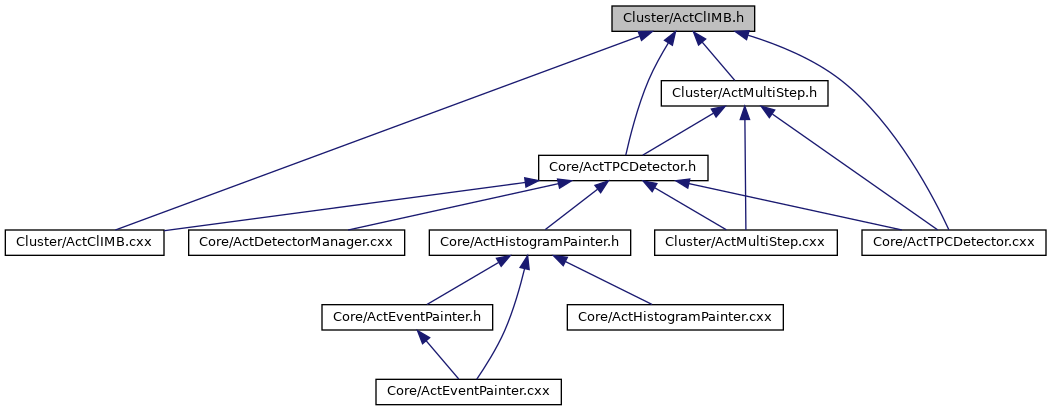 Cluster/ActClIMB.h
Cluster/ActMultiStep.h
Core/ActTPCDetector.h
Cluster/ActClIMB.cxx
Core/ActDetectorManager.cxx
Core/ActHistogramPainter.h
Cluster/ActMultiStep.cxx
Core/ActTPCDetector.cxx
Core/ActEventPainter.h
Core/ActHistogramPainter.cxx
Core/ActEventPainter.cxx